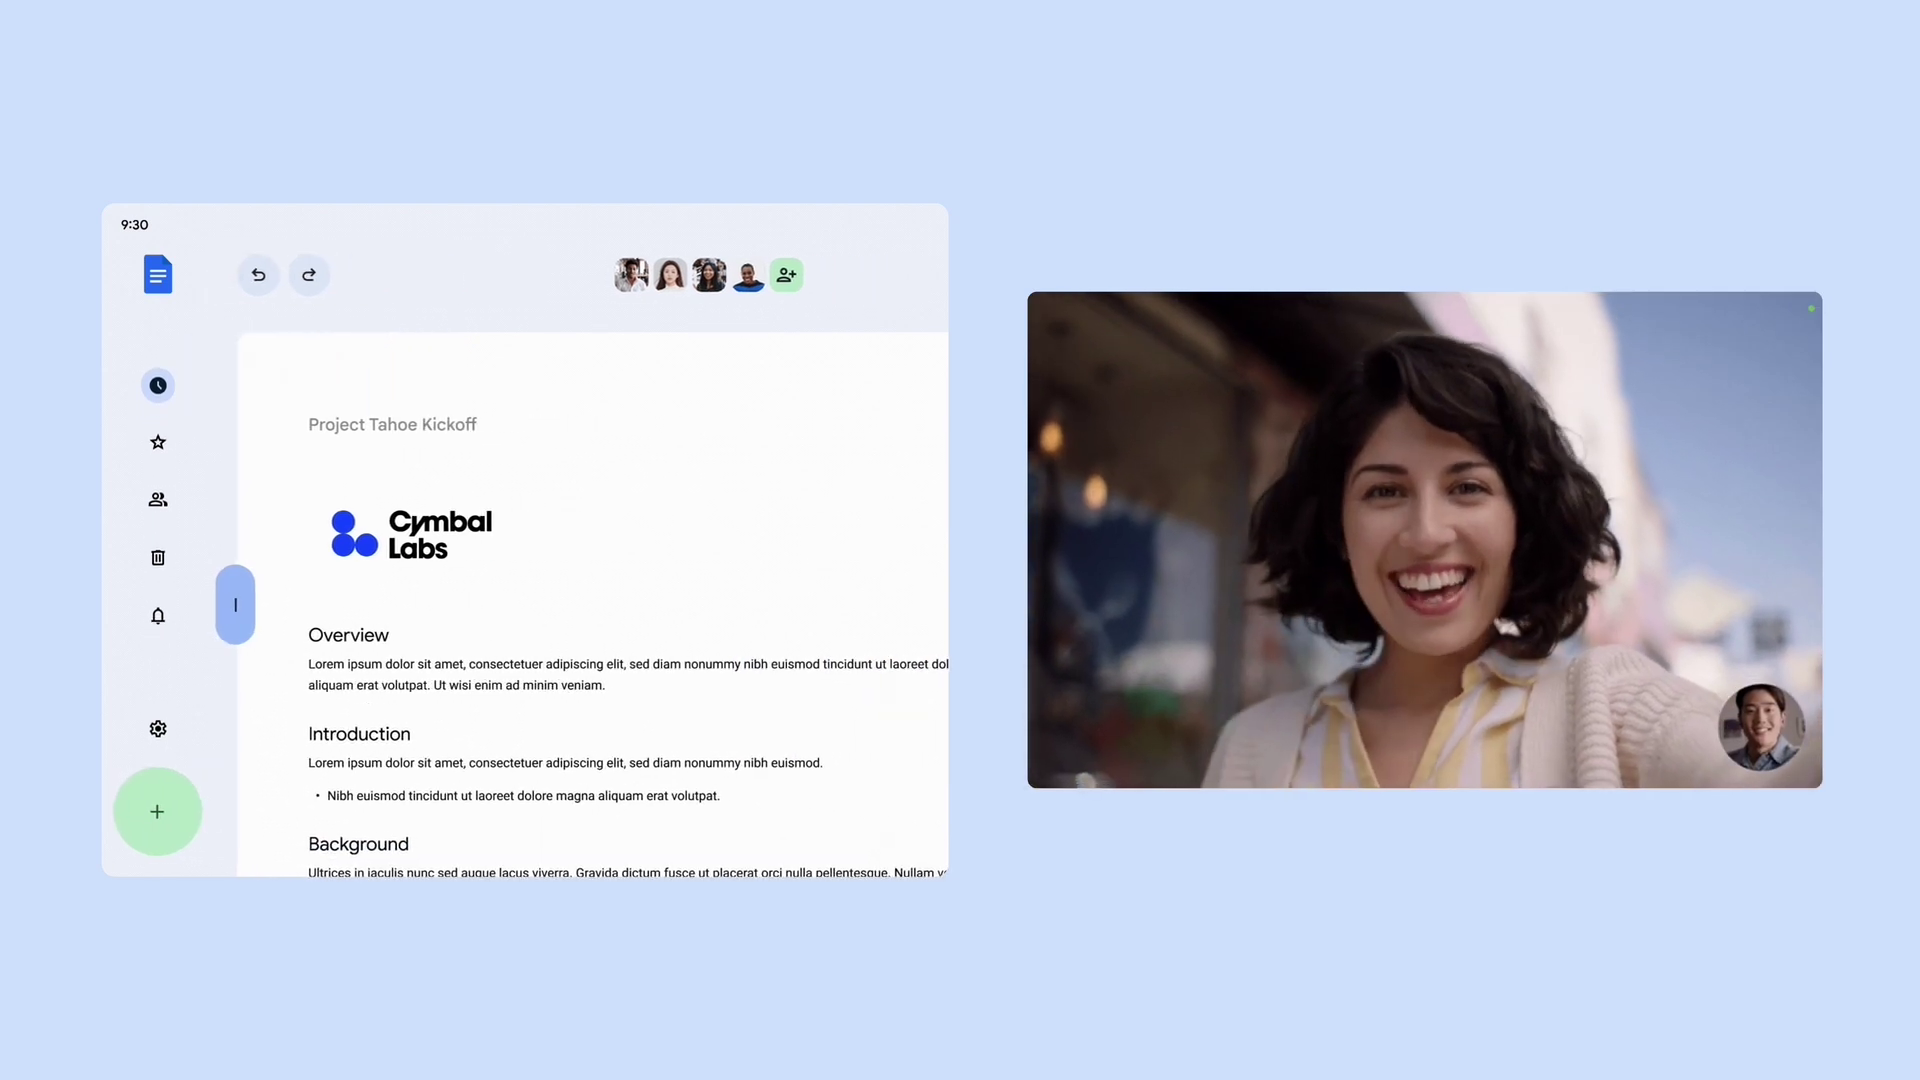 9:30
Project Tahoe Kickoff
Cymbal
Labs
Overview
Lorem ipsum dolor sit amet, consectetuer adipiscing elit, sed diam nonummy nibh euismod tincidunt ut laoreet dol
aliquam erat volutpat. Ut wisi enim ad minim veniam.
Introduction
Lorem ipsum dolor sit amet, consectetuer adipiscing elit, sed diam nonummy nibh euismod.
• Nibh euismod tincidunt ut laoreet dolore magna aliquam erat volutpat.
Background
Ultrices in iaculis nunc sed augue lacus viverra. Gravida dictum fusce ut placerat orci nulla pellentesque. Nullam